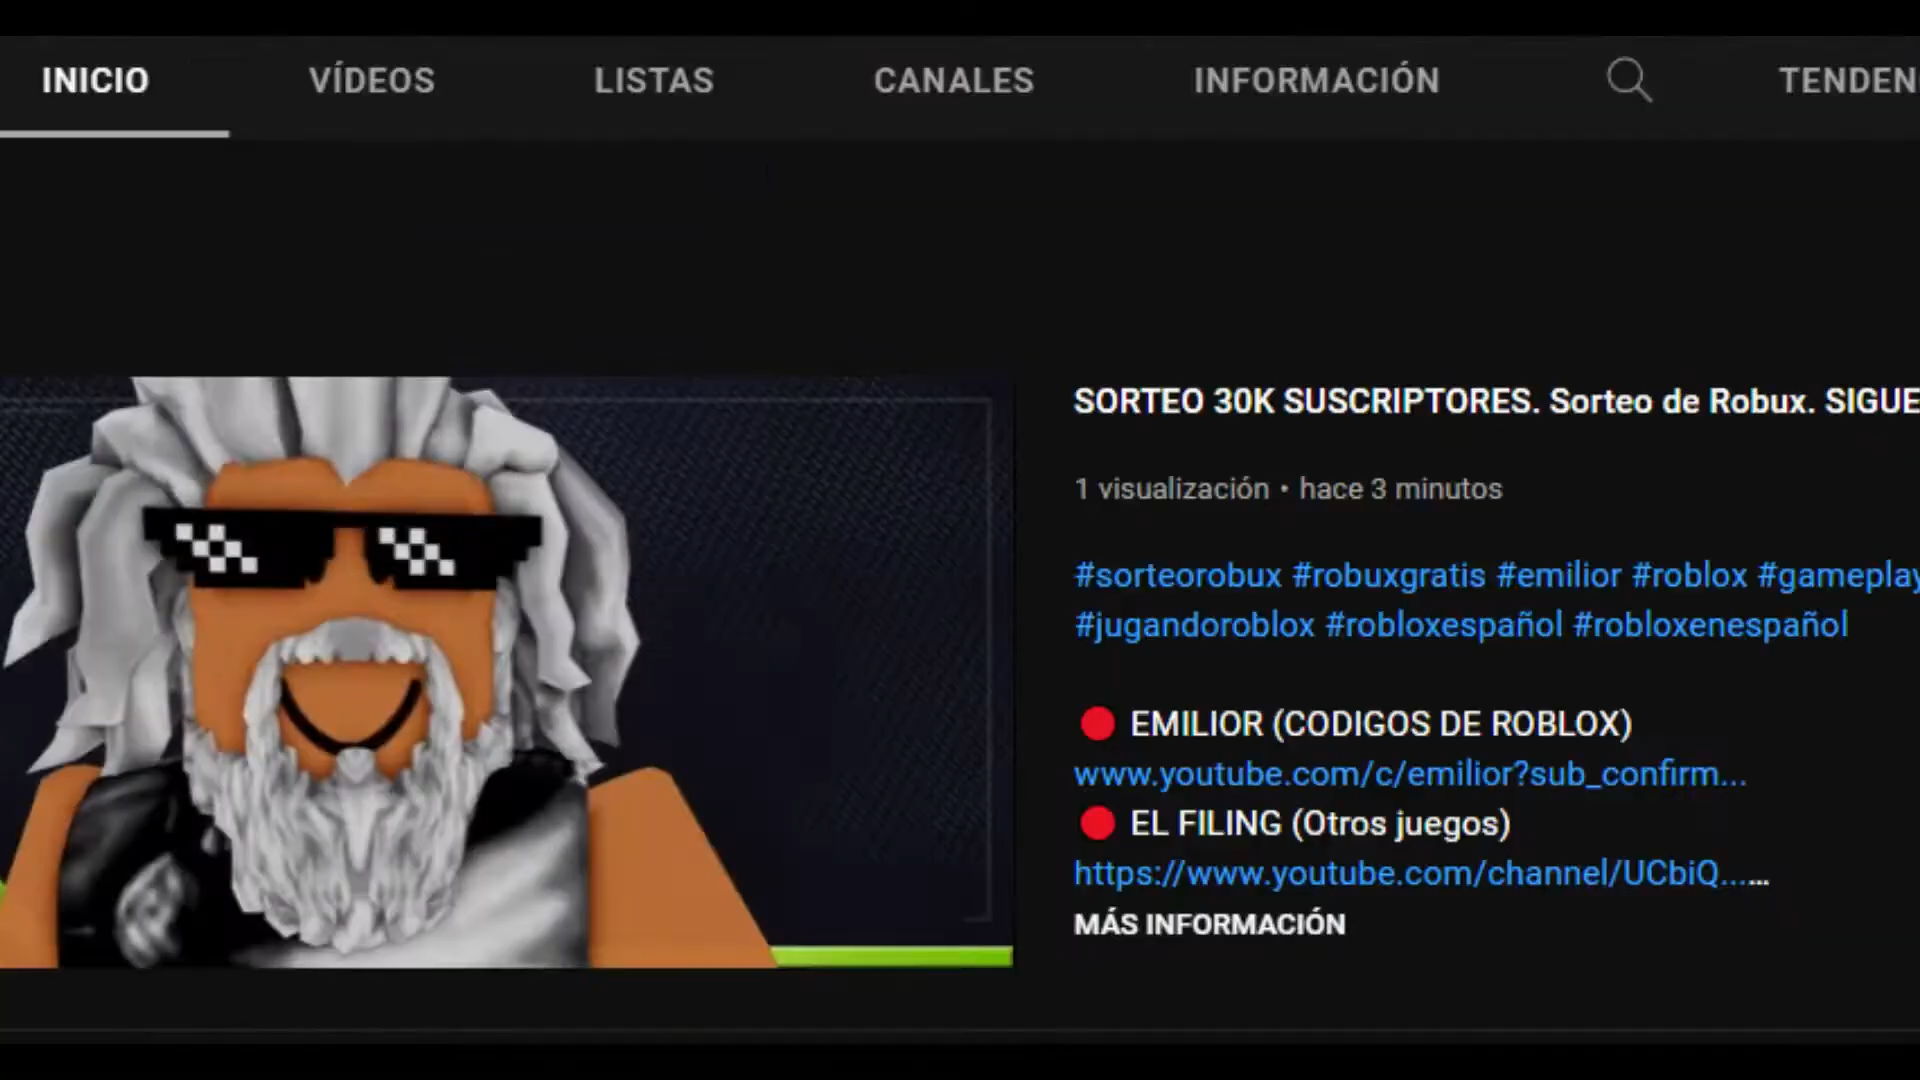 INICIO VÍDEOS LISTAS CANALES INFORMACIÓN TENDEN
SORTEO 30K SUSCRIPTORES. Sorteo de Robux. SIGUE
1 visualización • hace 3 minutos
#sorteorobux #robuxgratis #emilior #roblox #gameplay
#jugandoroblox #robloxespañol #robloxenespañol
🔴 EMILIOR (CODIGOS DE ROBLOX)
www.youtube.com/c/emilior?sub_confirm...
🔴 EL FILING (Otros juegos)
https://www.youtube.com/channel/UCbiQ......
MÁS INFORMACIÓN